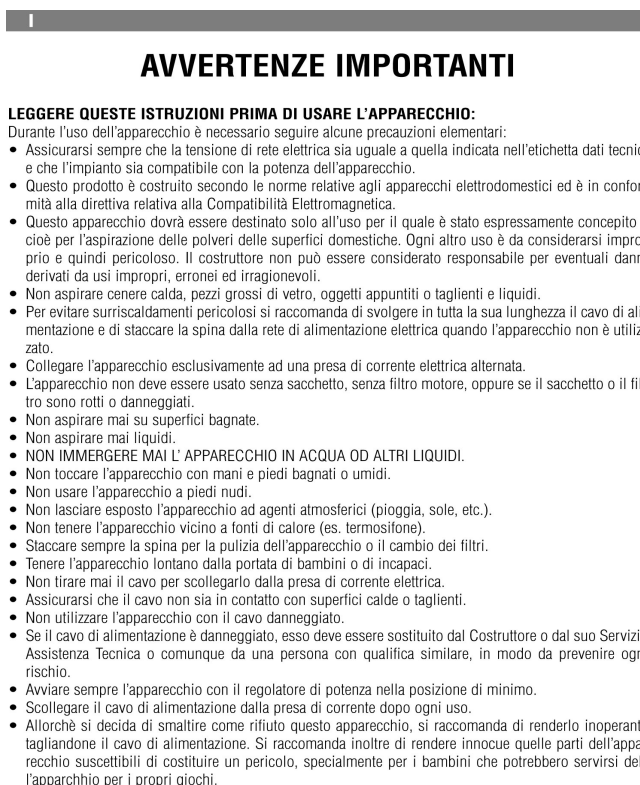 I
AVVERTENZE IMPORTANTI
LEGGERE QUESTE ISTRUZIONI PRIMA DI USARE L'APPARECCHIO:
Durante l'uso dell'apparecchio è necessario seguire alcune precauzioni elementari:
• Assicurarsi sempre che la tensione di rete elettrica sia uguale a quella indicata nell'etichetta dati tecnic
e che l'impianto sia compatibile con la potenza dell'apparecchio.
• Questo prodotto è costruito secondo le norme relative agli apparecchi elettrodomestici ed è in confor
mità alla direttiva relativa alla Compatibilità Elettromagnetica.
• Questo apparecchio dovrà essere destinato solo all'uso per il quale è stato espressamente concepito
cioè per l'aspirazione delle polveri delle superfici domestiche. Ogni altro uso è da considerarsi impro
prio e quindi pericoloso. Il costruttore non può essere considerato responsabile per eventuali dann
derivati da usi impropri, erronei ed irragionevoli.
• Non aspirare cenere calda, pezzi grossi di vetro, oggetti appuntiti o taglienti e liquidi.
• Per evitare surriscaldamenti pericolosi si raccomanda di svolgere in tutta la sua lunghezza il cavo di ali
mentazione e di staccare la spina dalla rete di alimentazione elettrica quando l'apparecchio non è utiliz
zato.
• Collegare l'apparecchio esclusivamente ad una presa di corrente elettrica alternata.
• L'apparecchio non deve essere usato senza sacchetto, senza filtro motore, oppure se il sacchetto o il fil
tro sono rotti o danneggiati.
• Non aspirare mai su superfici bagnate.
• Non aspirare mai liquidi.
• NON IMMERGERE MAI L' APPARECCHIO IN ACQUA OD ALTRI LIQUIDI.
• Non toccare l'apparecchio con mani e piedi bagnati o umidi.
• Non usare l'apparecchio a piedi nudi.
• Non lasciare esposto l'apparecchio ad agenti atmosferici (pioggia, sole, etc.).
• Non tenere l'apparecchio vicino a fonti di calore (es. termosifone).
• Staccare sempre la spina per la pulizia dell'apparecchio o il cambio dei filtri.
• Tenere l'apparecchio lontano dalla portata di bambini o di incapaci.
• Non tirare mai il cavo per scollegarlo dalla presa di corrente elettrica.
• Assicurarsi che il cavo non sia in contatto con superfici calde o taglienti.
• Non utilizzare l'apparecchio con il cavo danneggiato.
• Se il cavo di alimentazione è danneggiato, esso deve essere sostituito dal Costruttore o dal suo Servizi
Assistenza Tecnica o comunque da una persona con qualifica similare, in modo da prevenire ogn
rischio.
• Avviare sempre l'apparecchio con il regolatore di potenza nella posizione di minimo.
• Scollegare il cavo di alimentazione dalla presa di corrente dopo ogni uso.
• Allorchè si decida di smaltire come rifiuto questo apparecchio, si raccomanda di renderlo inoperant
tagliandone il cavo di alimentazione. Si raccomanda inoltre di rendere innocue quelle parti dell'appa
recchio suscettibili di costituire un pericolo, specialmente per i bambini che potrebbero servirsi del
l'apparchhio per i propri giochi.